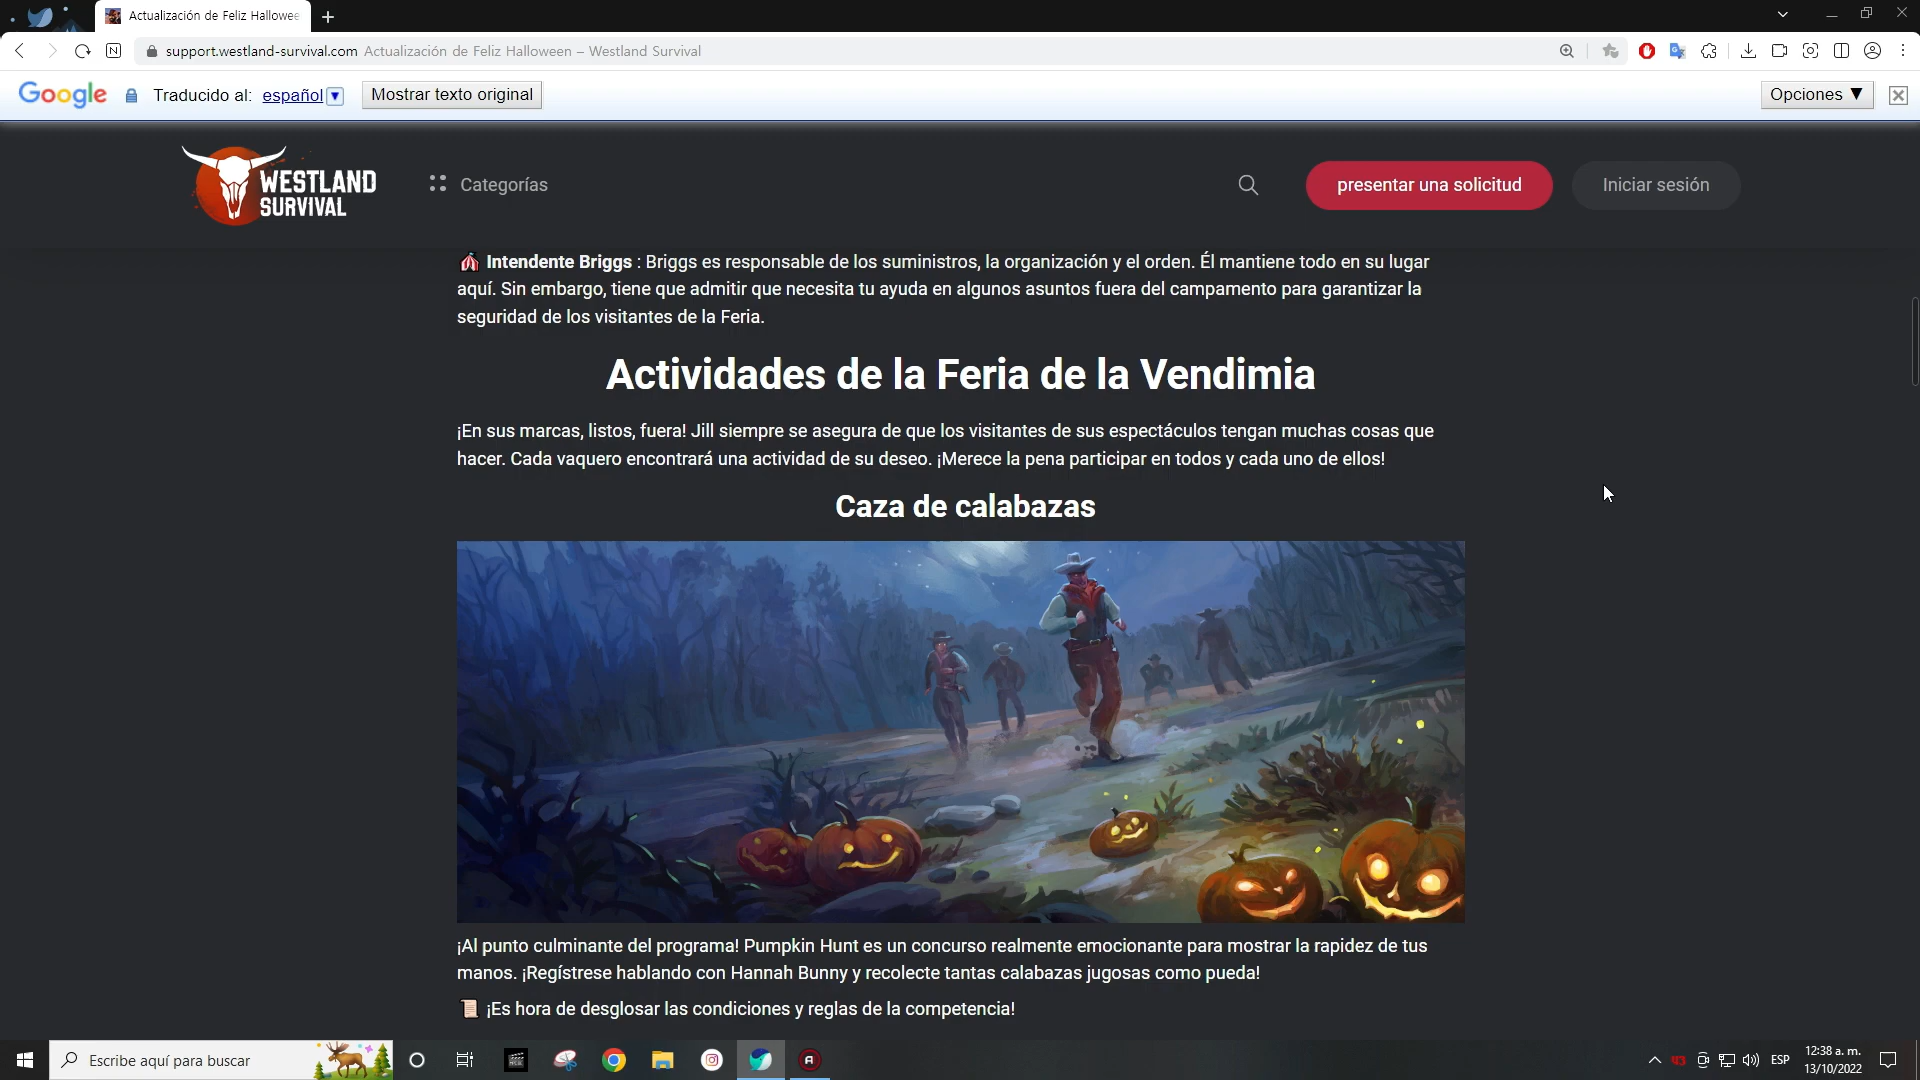 Actualización de Feliz Hallowee
support.westland-survival.com Actualización de Feliz Halloween – Westland Survival
Google Traducido al: español Mostrar texto original Opciones ▼
WESTLAND
SURVIVAL
Categorías
presentar una solicitud
Iniciar sesión
Intendente Briggs : Briggs es responsable de los suministros, la organización y el orden. Él mantiene todo en su lugar
aquí. Sin embargo, tiene que admitir que necesita tu ayuda en algunos asuntos fuera del campamento para garantizar la
seguridad de los visitantes de la Feria.
Actividades de la Feria de la Vendimia
¡En sus marcas, listos, fuera! Jill siempre se asegura de que los visitantes de sus espectáculos tengan muchas cosas que
hacer. Cada vaquero encontrará una actividad de su deseo. ¡Merece la pena participar en todos y cada uno de ellos!
Caza de calabazas
¡Al punto culminante del programa! Pumpkin Hunt es un concurso realmente emocionante para mostrar la rapidez de tus
manos. ¡Regístrese hablando con Hannah Bunny y recolecte tantas calabazas jugosas como pueda!
¡Es hora de desglosar las condiciones y reglas de la competencia!
Escribe aquí para buscar
ESP
12:38 a. m.
13/10/2022